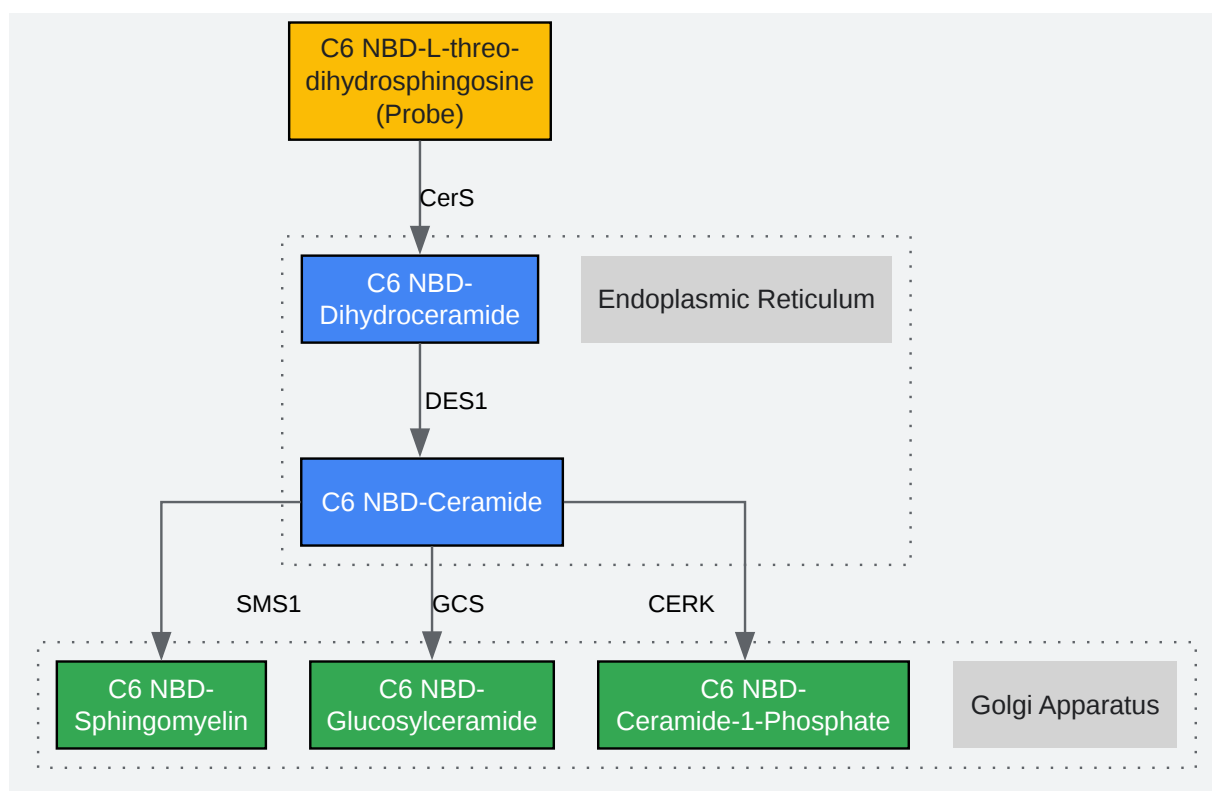 C6 NBD-L-threo-
dihydrosphingosine
(Probe)
CerS
C6 NBD-
Dihydroceramide
Endoplasmic Reticulum
DES1
C6 NBD-Ceramide
SMS1
GCS
CERK
C6 NBD-
Sphingomyelin
C6 NBD-
Glucosylceramide
C6 NBD-
Ceramide-1-Phosphate
Golgi Apparatus